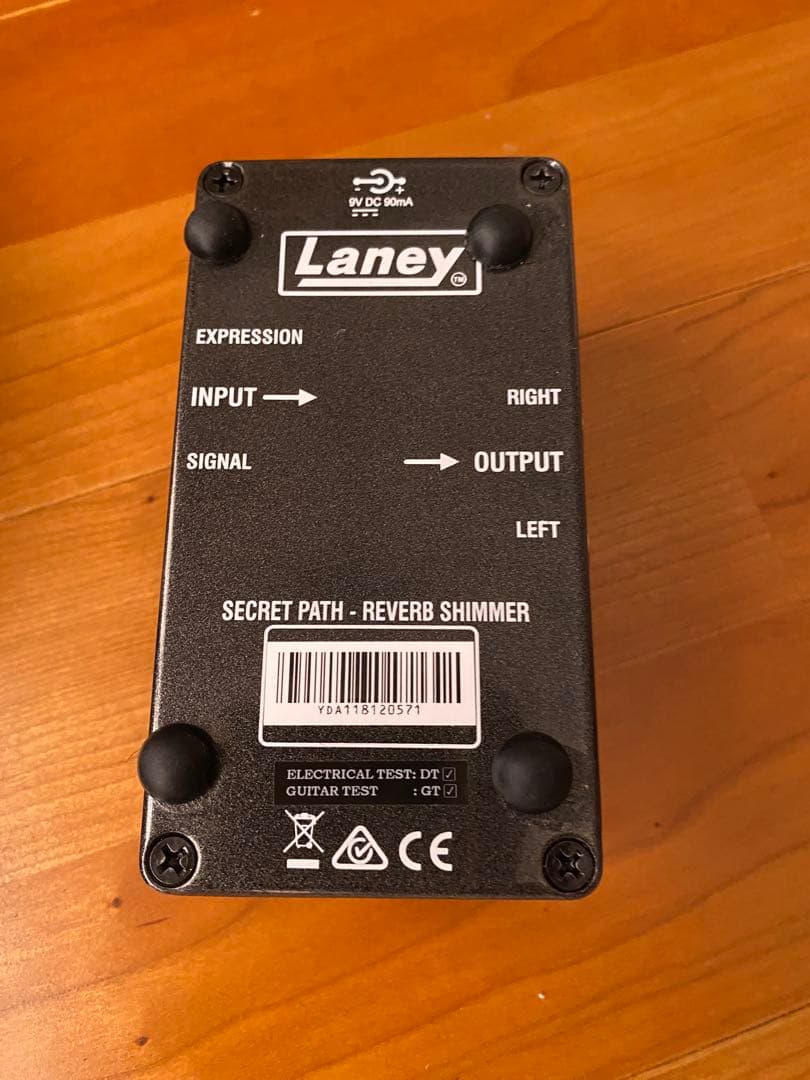 - +
9V DC 90mA
Laney
TM
EXPRESSION
INPUT
RIGHT
SIGNAL
OUTPUT
LEFT
SECRET PATH - REVERB SHIMMER
YDA118120571
ELECTRICAL TEST: DT ☑
GUITAR TEST : GT ☑
CE